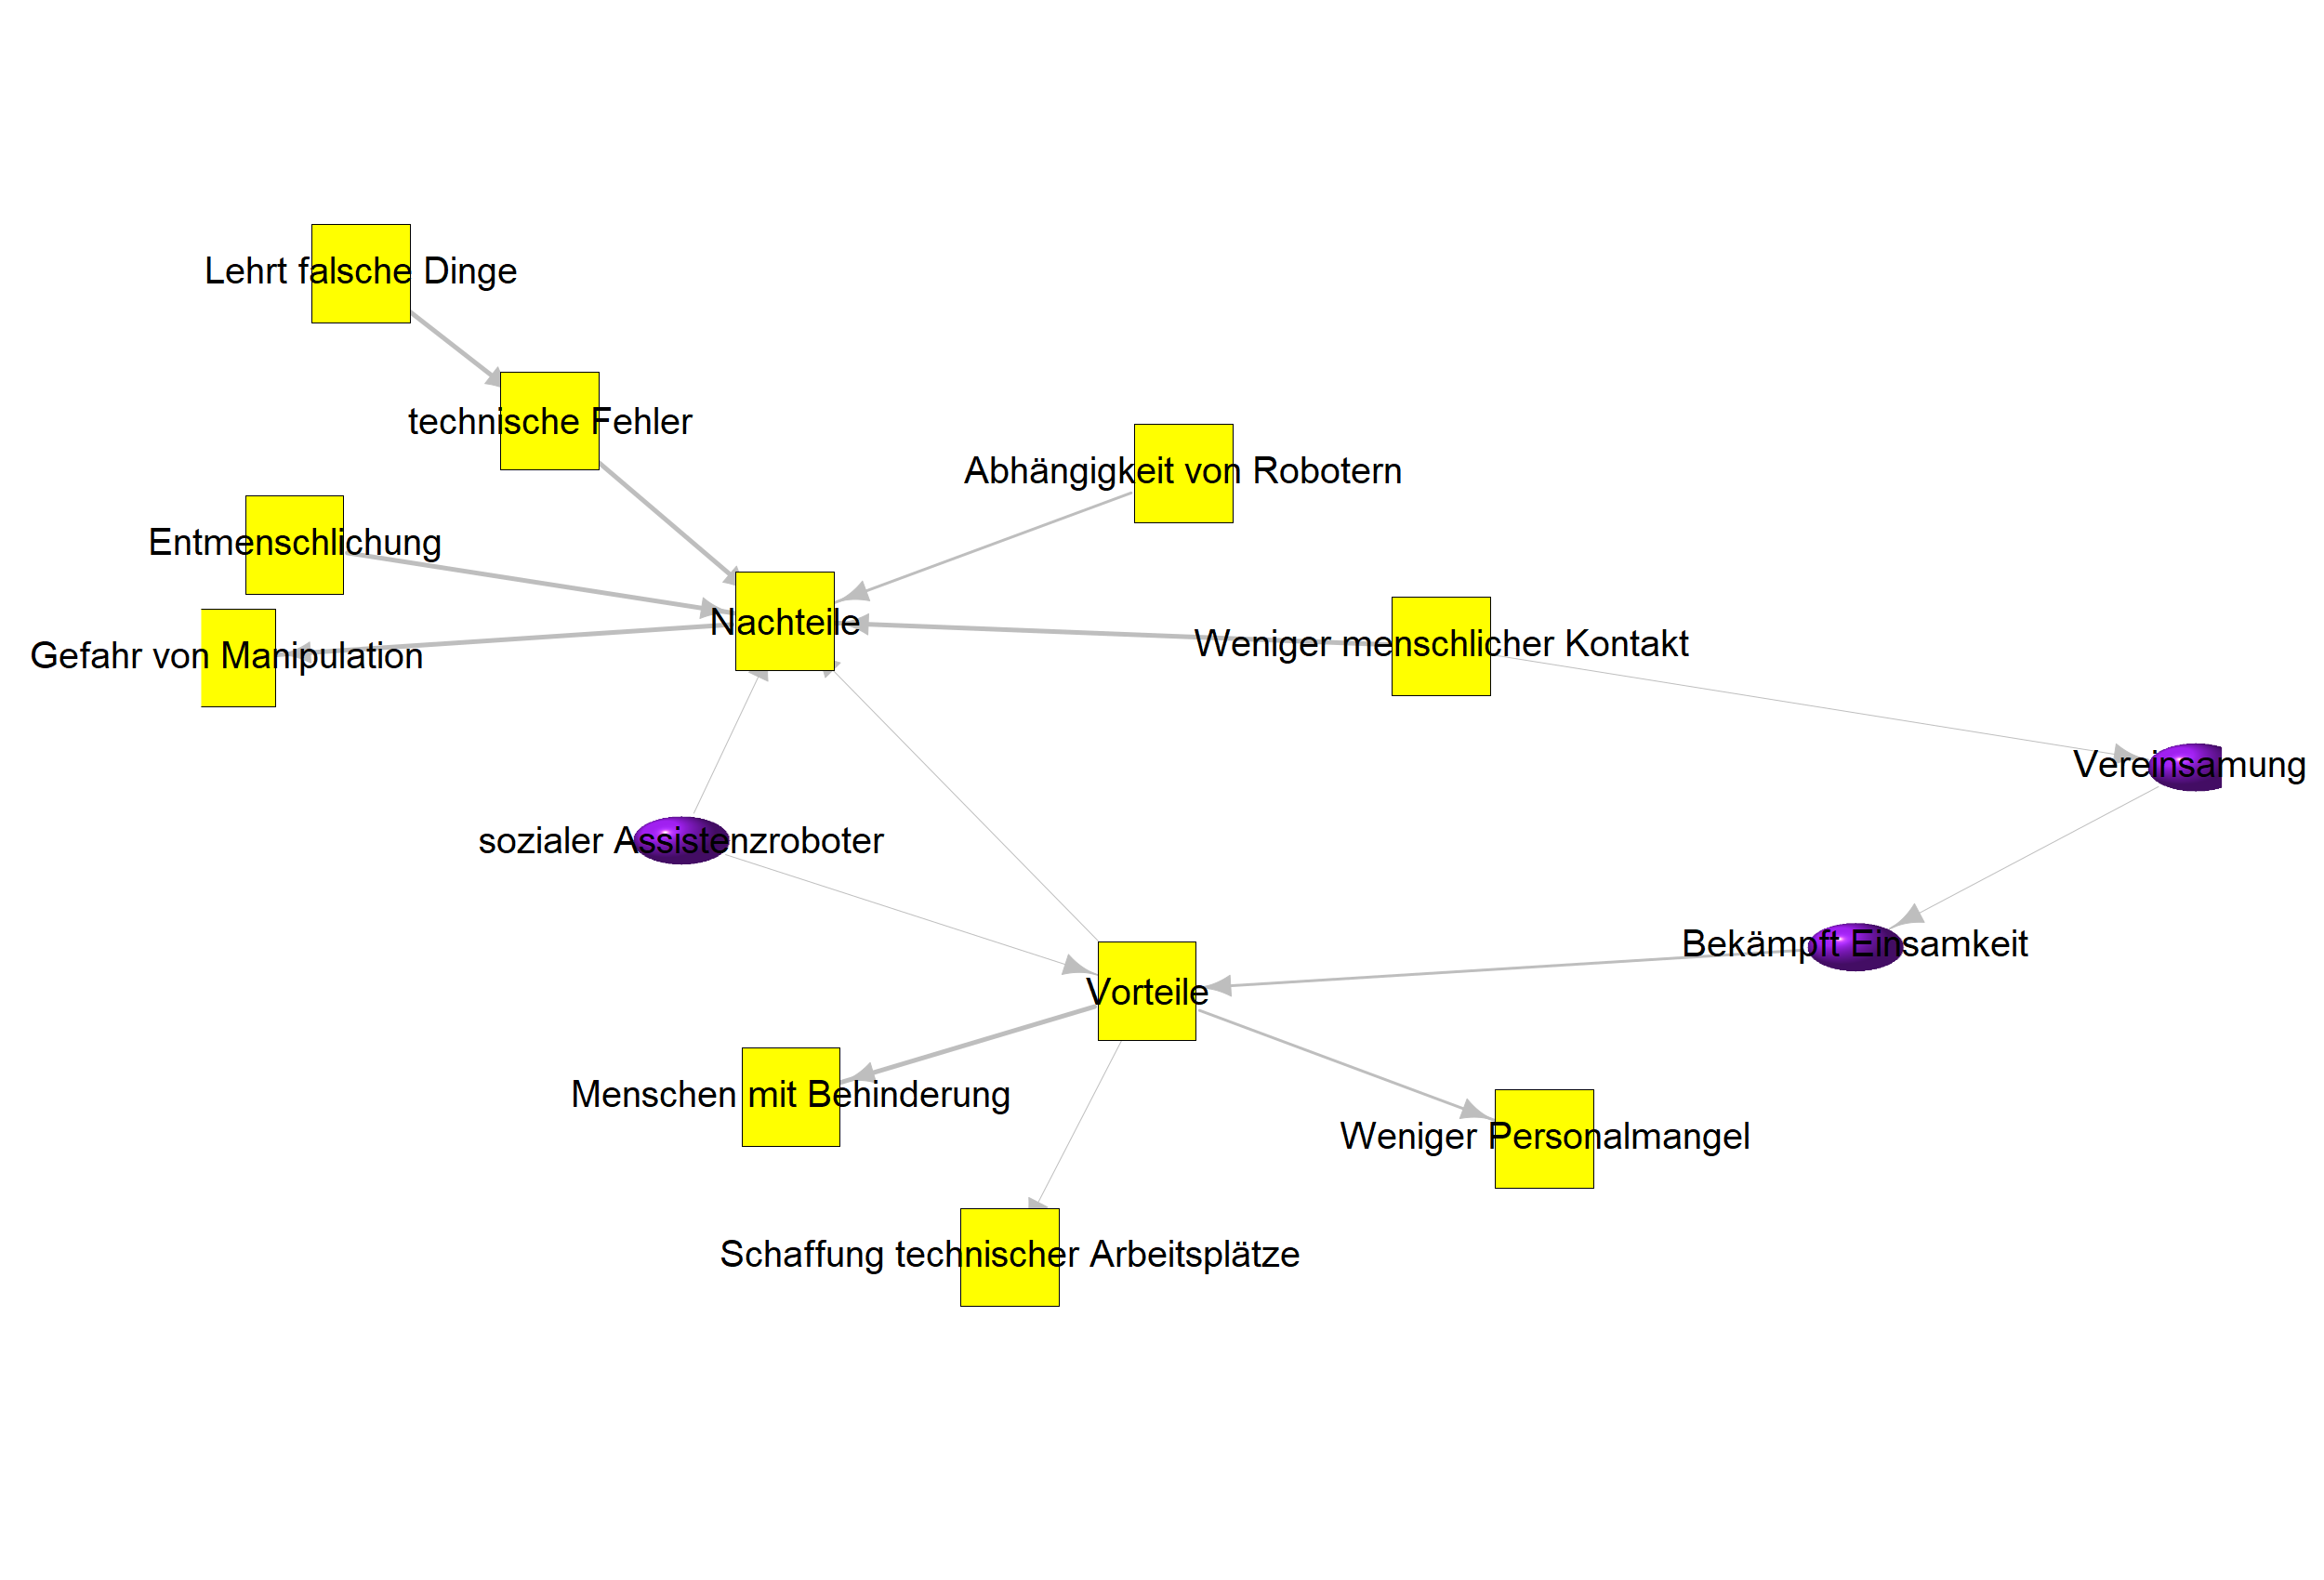 Lehrt falsche Dinge
technische Fehler
Abhängigkeit von Robotern
Entmenschlichung
Nachteile
Weniger menschlicher Kontakt
Gefahr von Manipulation
Vereinsamung
sozialer Assistenzroboter
Bekämpft Einsamkeit
Vorteile
Menschen mit Behinderung
Weniger Personalmangel
Schaffung technischer Arbeitsplätze